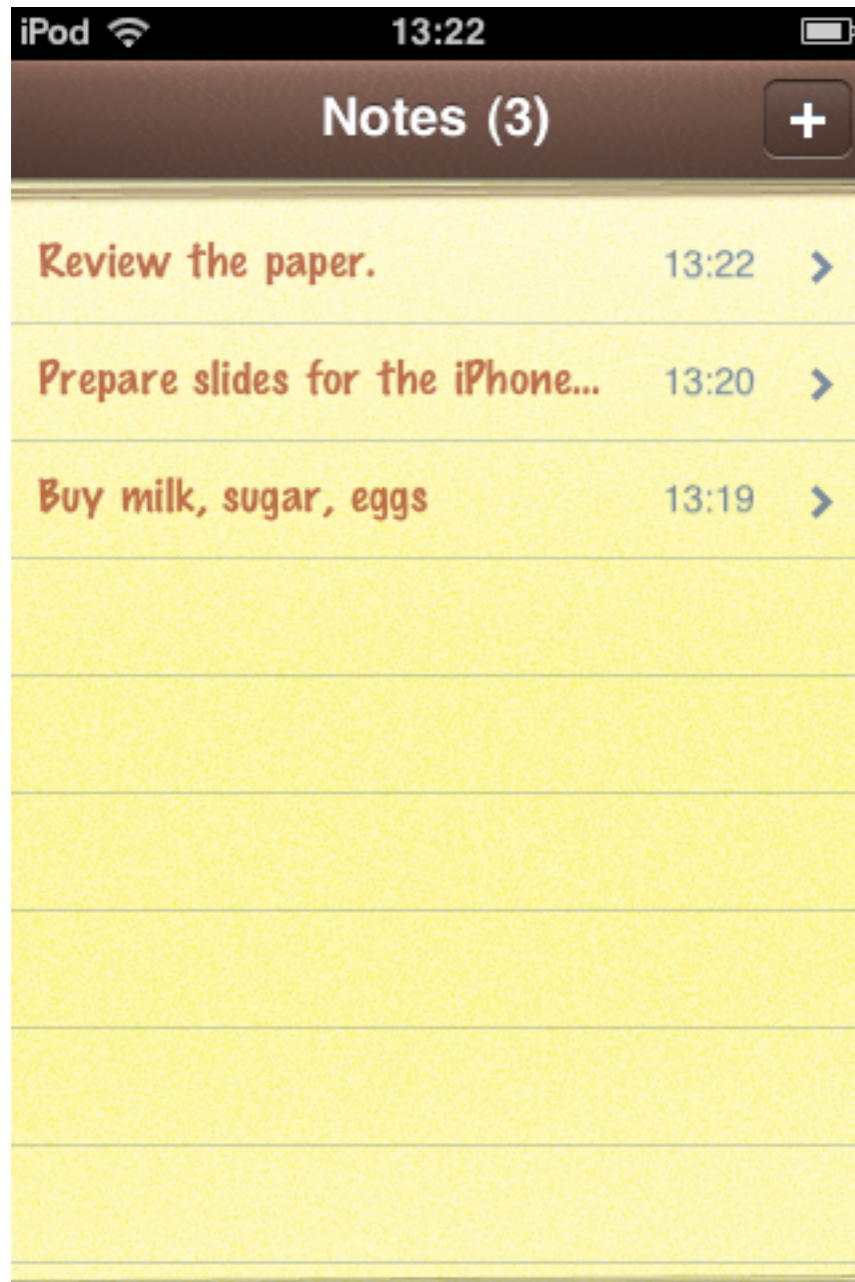 iPod 13:22
Notes (3) +
Review the paper. 13:22
Prepare slides for the iPhone... 13:20
Buy milk, sugar, eggs 13:19